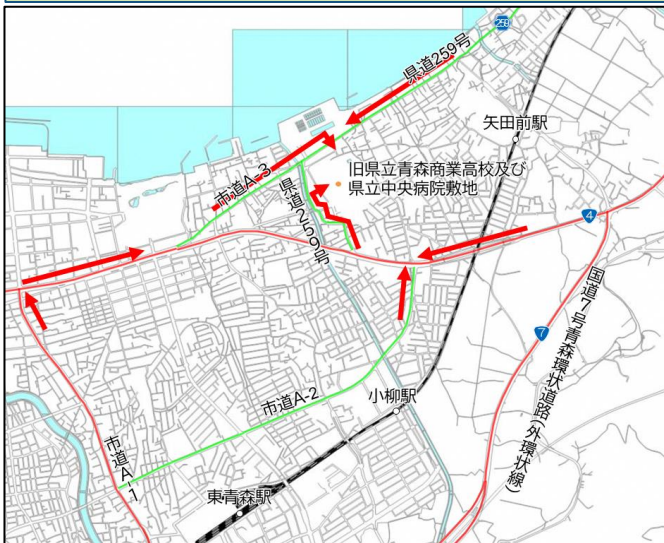 259
県道259号
矢田前駅
旧県立青森商業高校及び
県立中央病院敷地
市道A-3
県道259号
4
国道7号青森環状道路(外環状線)
7
市道A-2
小柳駅
市道A-1
東青森駅